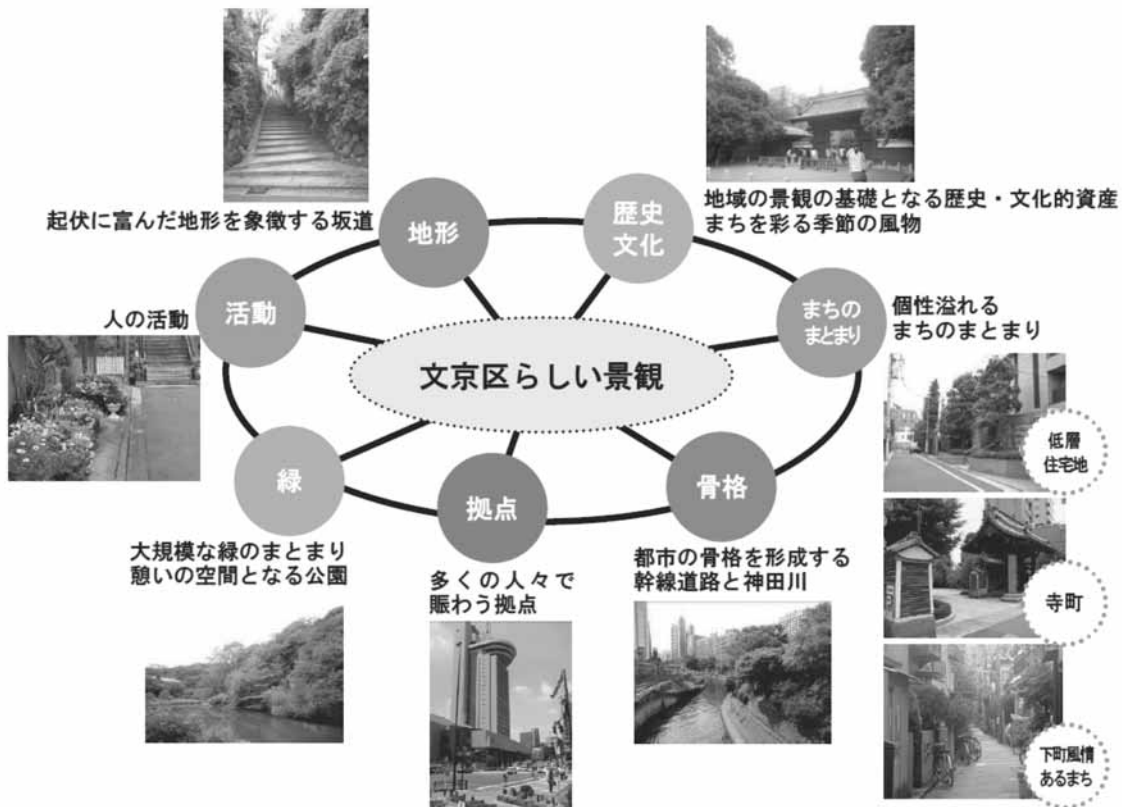 起伏に富んだ地形を象徴する坂道
地形
歴史
文化
地域の景観の基礎となる歴史・文化的資産
まちを彩る季節の風物
活動
人の活動
まちの
まとまり
個性溢れる
まちのまとまり
文京区らしい景観
低層
住宅地
緑
大規模な緑のまとまり
憩いの空間となる公園
拠点
多くの人々で
賑わう拠点
骨格
都市の骨格を形成する
幹線道路と神田川
寺町
下町風情
あるまち